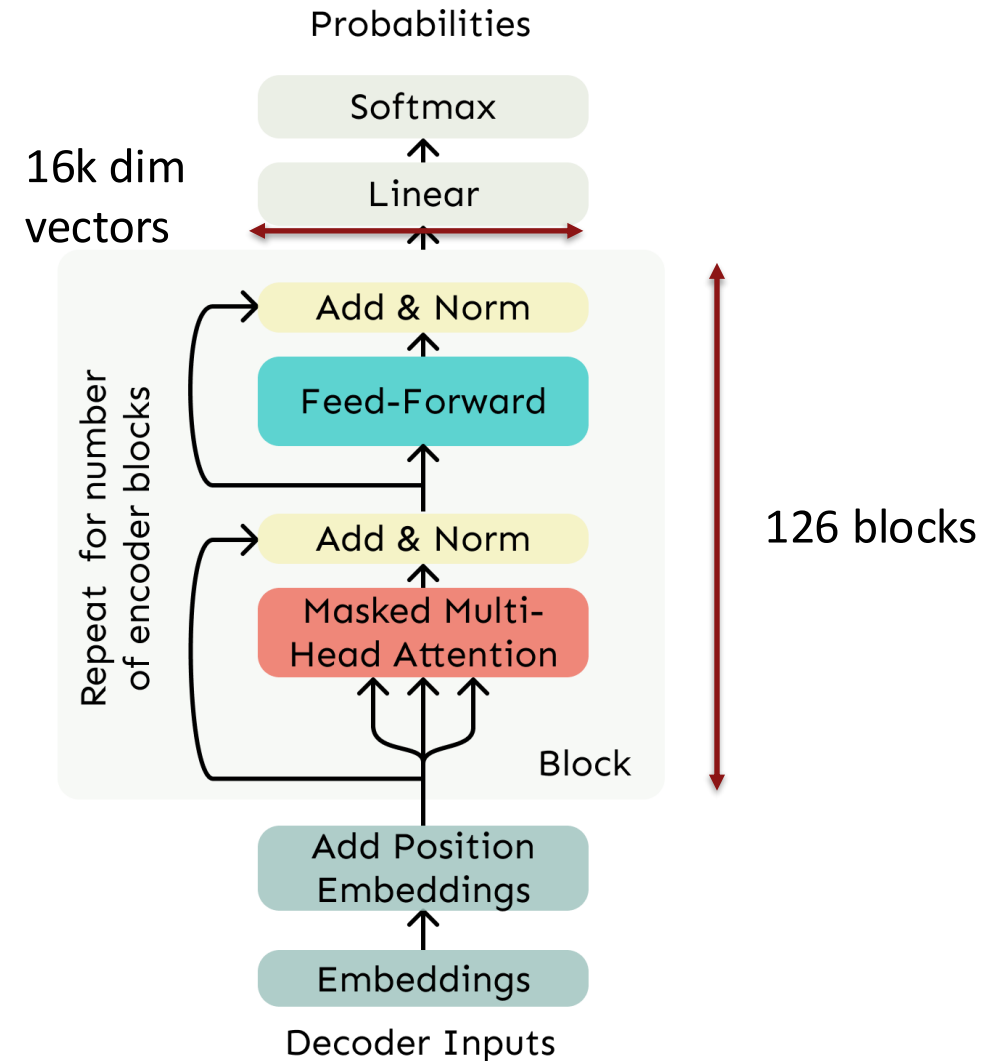 Probabilities
Softmax
16k dim
vectors
Linear
Add & Norm
Feed-Forward
Repeat for number
of encoder blocks
Add & Norm
126 blocks
Masked Multi-
Head Attention
Block
Add Position
Embeddings
Embeddings
Decoder Inputs